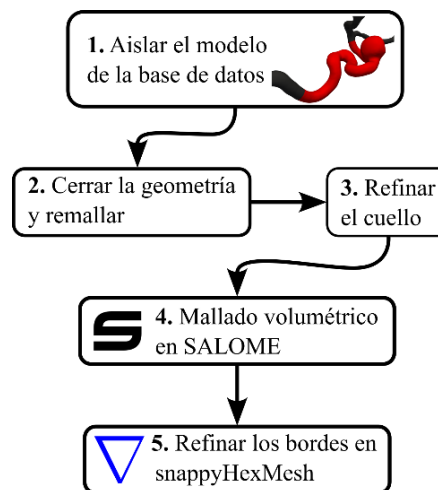 1. Aislar el modelo
de la base de datos
2. Cerrar la geometría
y remallar
3. Refinar
el cuello
4. Mallado volumétrico
en SALOME
5. Refinar los bordes en
snappyHexMesh